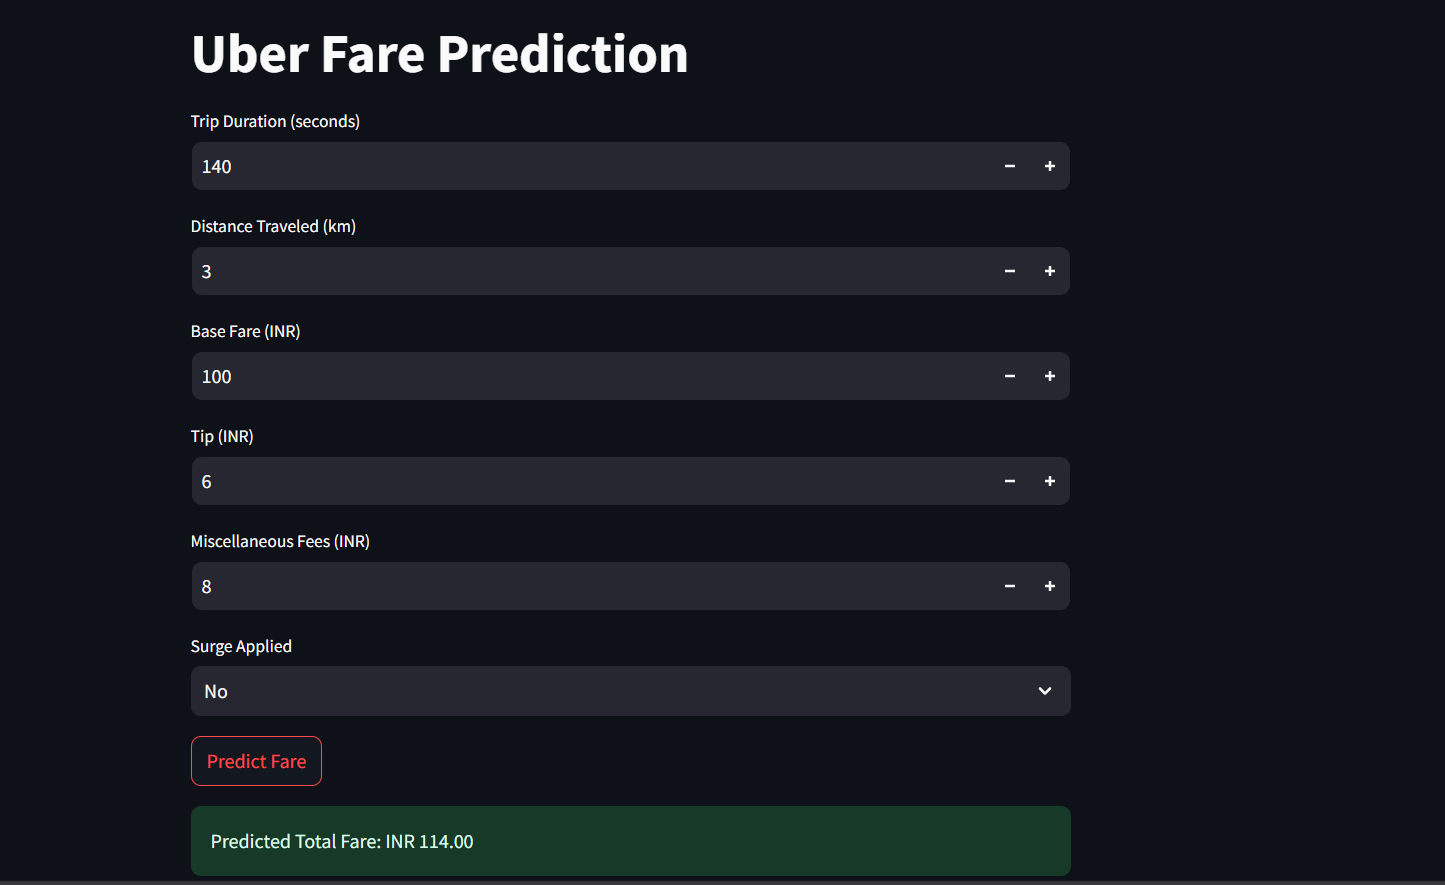 Uber Fare Prediction
Trip Duration (seconds)
140
Distance Traveled (km)
3
Base Fare (INR)
100
Tip (INR)
6
Miscellaneous Fees (INR)
8
Surge Applied
No
Predict Fare
Predicted Total Fare: INR 114.00